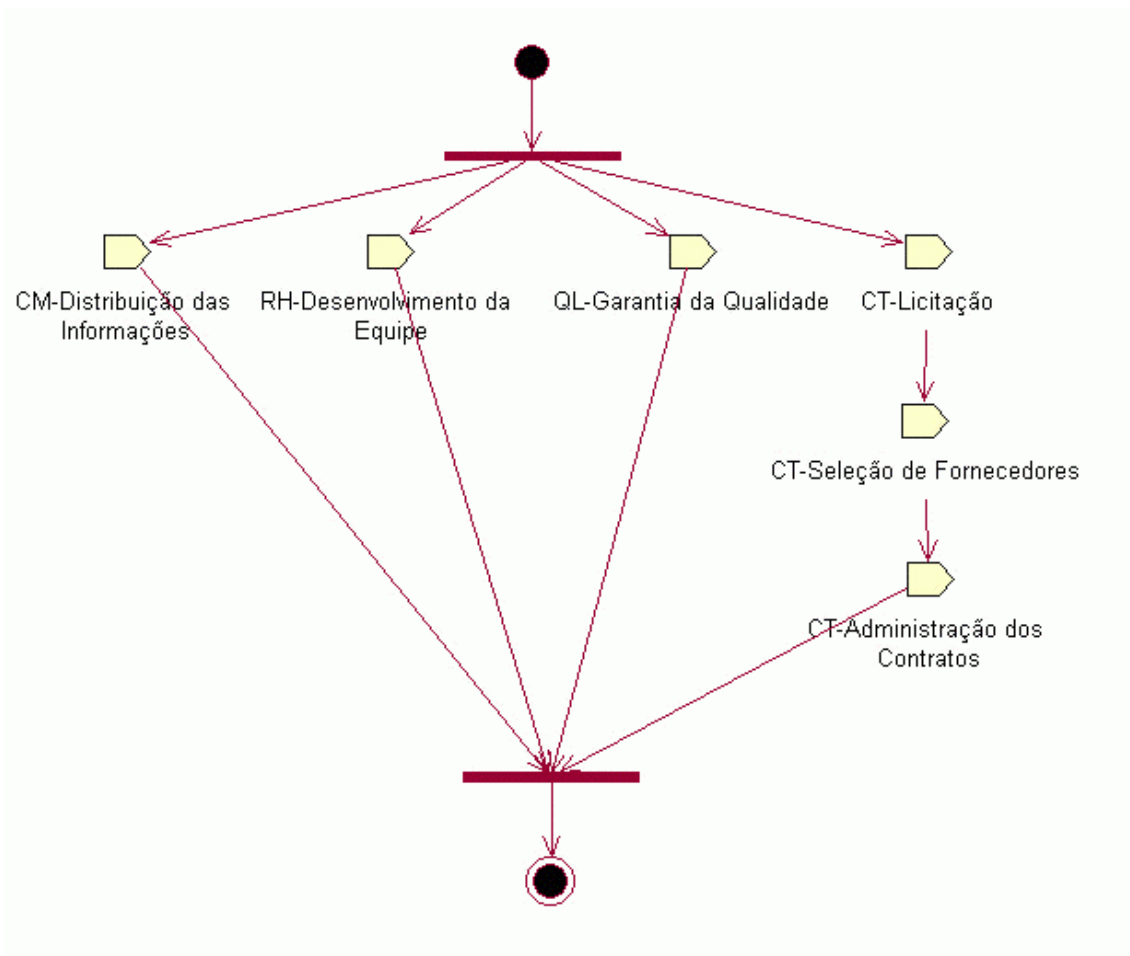 CM-Distribuição das
Informações
RH-Desenvolvimento da
Equipe
QL-Garantia da Qualidade
CT-Licitação
CT-Seleção de Fornecedores
CT-Administração dos
Contratos